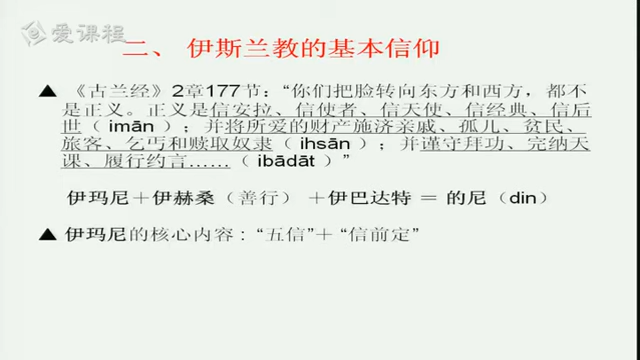 爱课程
二、 伊斯兰教的基本信仰
▲ 《古兰经》2章177节：“你们把脸转向东方和西方，都不
是正义。正义是信安拉、信使者、信天使、信经典、信后
世（imān）；并将所爱的财产施济亲戚、孤儿、贫民、
旅客、乞丐和赎取奴隶（ihsān）；并谨守拜功、完纳天
课、履行约言……（ibādāt）”
伊玛尼＋伊赫桑（善行）＋伊巴达特 ＝ 的尼（din）
▲ 伊玛尼的核心内容：“五信”＋“信前定”